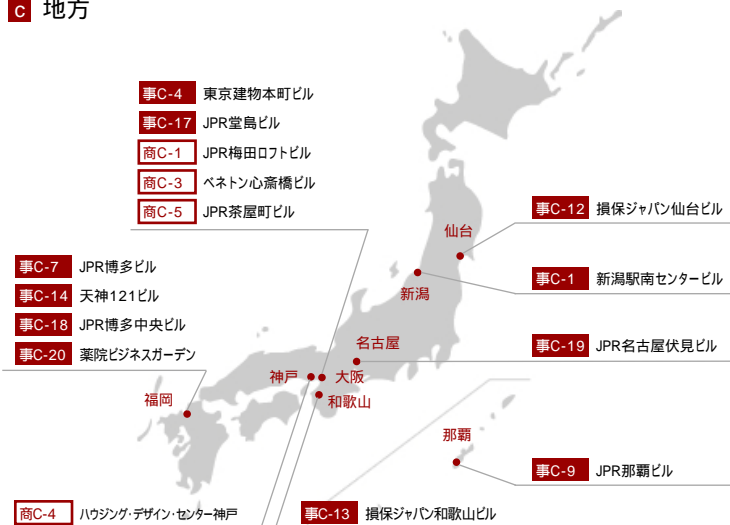 C 地方
事C-4 東京建物本町ビル
事C-17 JPR堂島ビル
商C-1 JPR梅田ロフトビル
商C-3 ベネトン心斎橋ビル
商C-5 JPR茶屋町ビル
事C-7 JPR博多ビル
事C-14 天神121ビル
事C-18 JPR博多中央ビル
事C-20 薬院ビジネスガーデン
事C-12 損保ジャパン仙台ビル
事C-1 新潟駅南センタービル
事C-19 JPR名古屋伏見ビル
事C-9 JPR那覇ビル
仙台
新潟
名古屋
神戸
大阪
和歌山
福岡
那覇
商C-4 ハウジング・デザイン・センター神戸
事C-13 損保ジャパン和歌山ビル